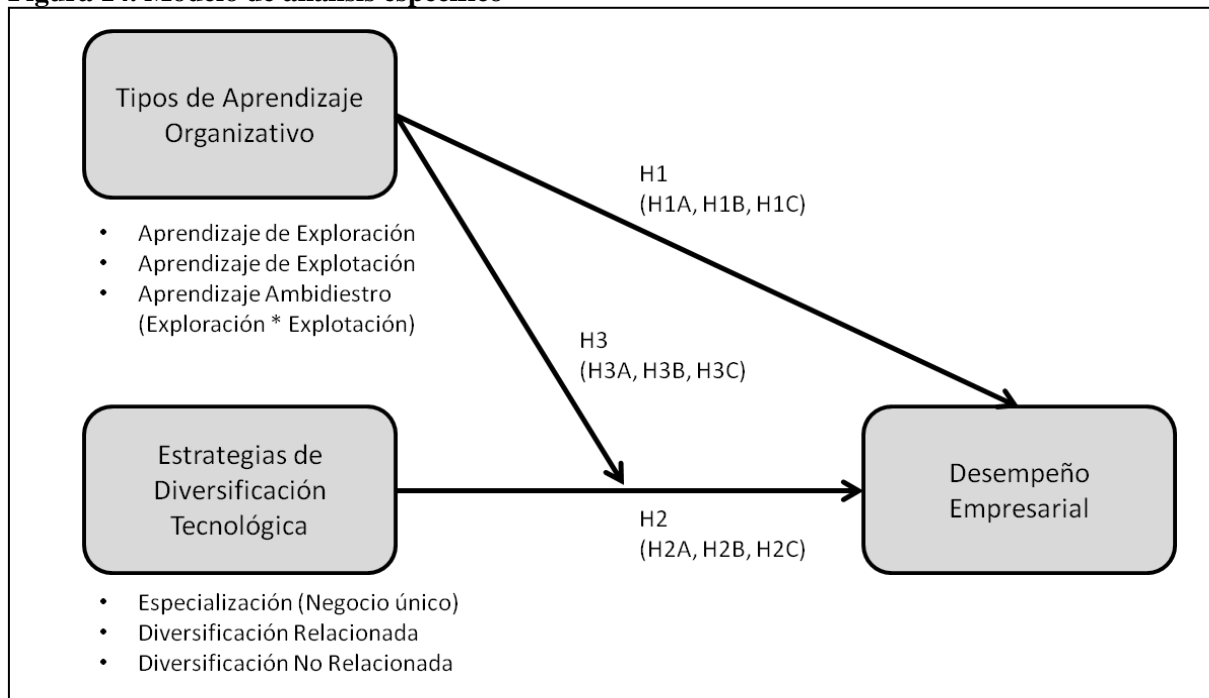 Figura 14. Modelo de análisis específico
Tipos de Aprendizaje
Organizativo
• Aprendizaje de Exploración
• Aprendizaje de Explotación
• Aprendizaje Ambidiestro
(Exploración * Explotación)
H1
(H1A, H1B, H1C)
H3
(H3A, H3B, H3C)
Estrategias de
Diversificación
Tecnológica
• Especialización (Negocio único)
• Diversificación Relacionada
• Diversificación No Relacionada
H2
(H2A, H2B, H2C)
Desempeño
Empresarial